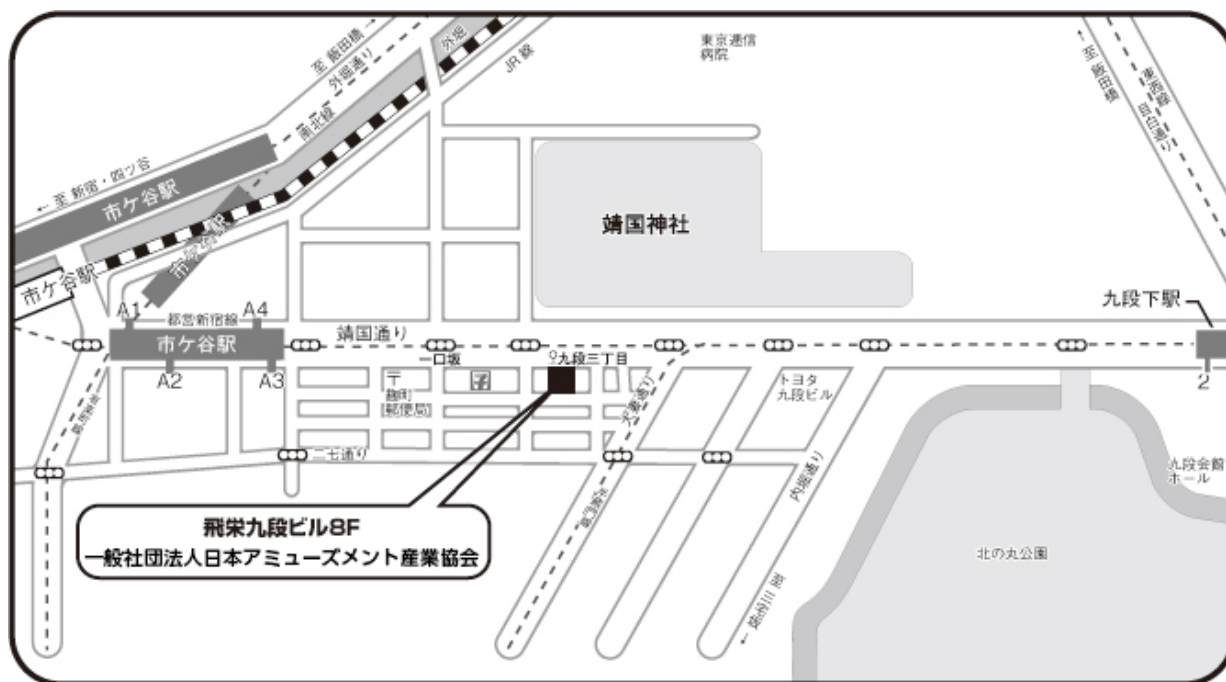 至 飯田橋
外堀通り
外堀
南北線
JR線
東京逓信
病院
至 飯田橋
東西線
目白通り
至 新宿・四ツ谷
市ケ谷駅
市ケ谷駅
市ケ谷駅
靖国神社
九段下駅
A1
都営新宿線
A4
市ケ谷駅
靖国通り
A2
A3
一口坂
九段三丁目
〒
麹町
郵便局
大妻通り
トヨタ
九段ビル
2
二七通り
内堀通り
九段会館
ホール
飛栄九段ビル8F
一般社団法人日本アミューズメント産業協会
北の丸公園